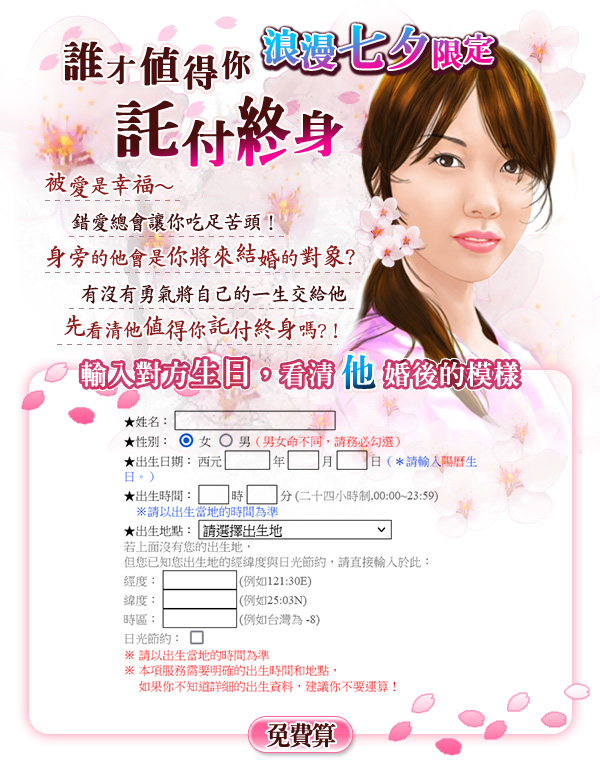 浪漫七夕限定
誰才值得你
託付終身
被愛是幸福～
錯愛總會讓你吃足苦頭！
身旁的他會是你將來結婚的對象？
有沒有勇氣將自己的一生交給他
先看清他值得你託付終身嗎？！
輸入對方生日，看清 他 婚後的模樣
★姓名：
★性別： 女 男（男女命不同，請務必勾選）
★出生日期： 西元 年 月 日（＊請輸入陽曆生
日。）
★出生時間： 時 分 (二十四小時制,00:00~23:59)
※請以出生當地的時間為準
★出生地點： 請選擇出生地
若上面沒有您的出生地，
但您已知您出生地的經緯度與日光節約，請直接輸入於此：
經度： (例如121:30E)
緯度： (例如25:03N)
時區： (例如台灣為 -8)
日光節約：
※ 請以出生當地的時間為準
※ 本項服務需要明確的出生時間和地點，
如果你不知道詳細的出生資料，建議你不要運算！
免費算